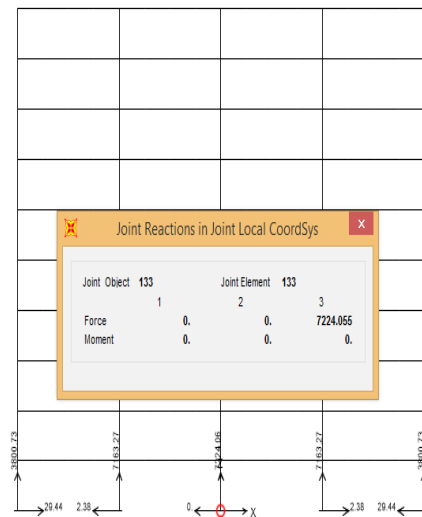 Joint Reactions in Joint Local CoordSys
x
Joint Object 133 Joint Element 133
1 2 3
Force 0. 0. 7224.055
Moment 0. 0. 0.
3800.73 7163.27 7324.06 7163.27 3800.73
29.44 2.38 0. X 2.38 29.44